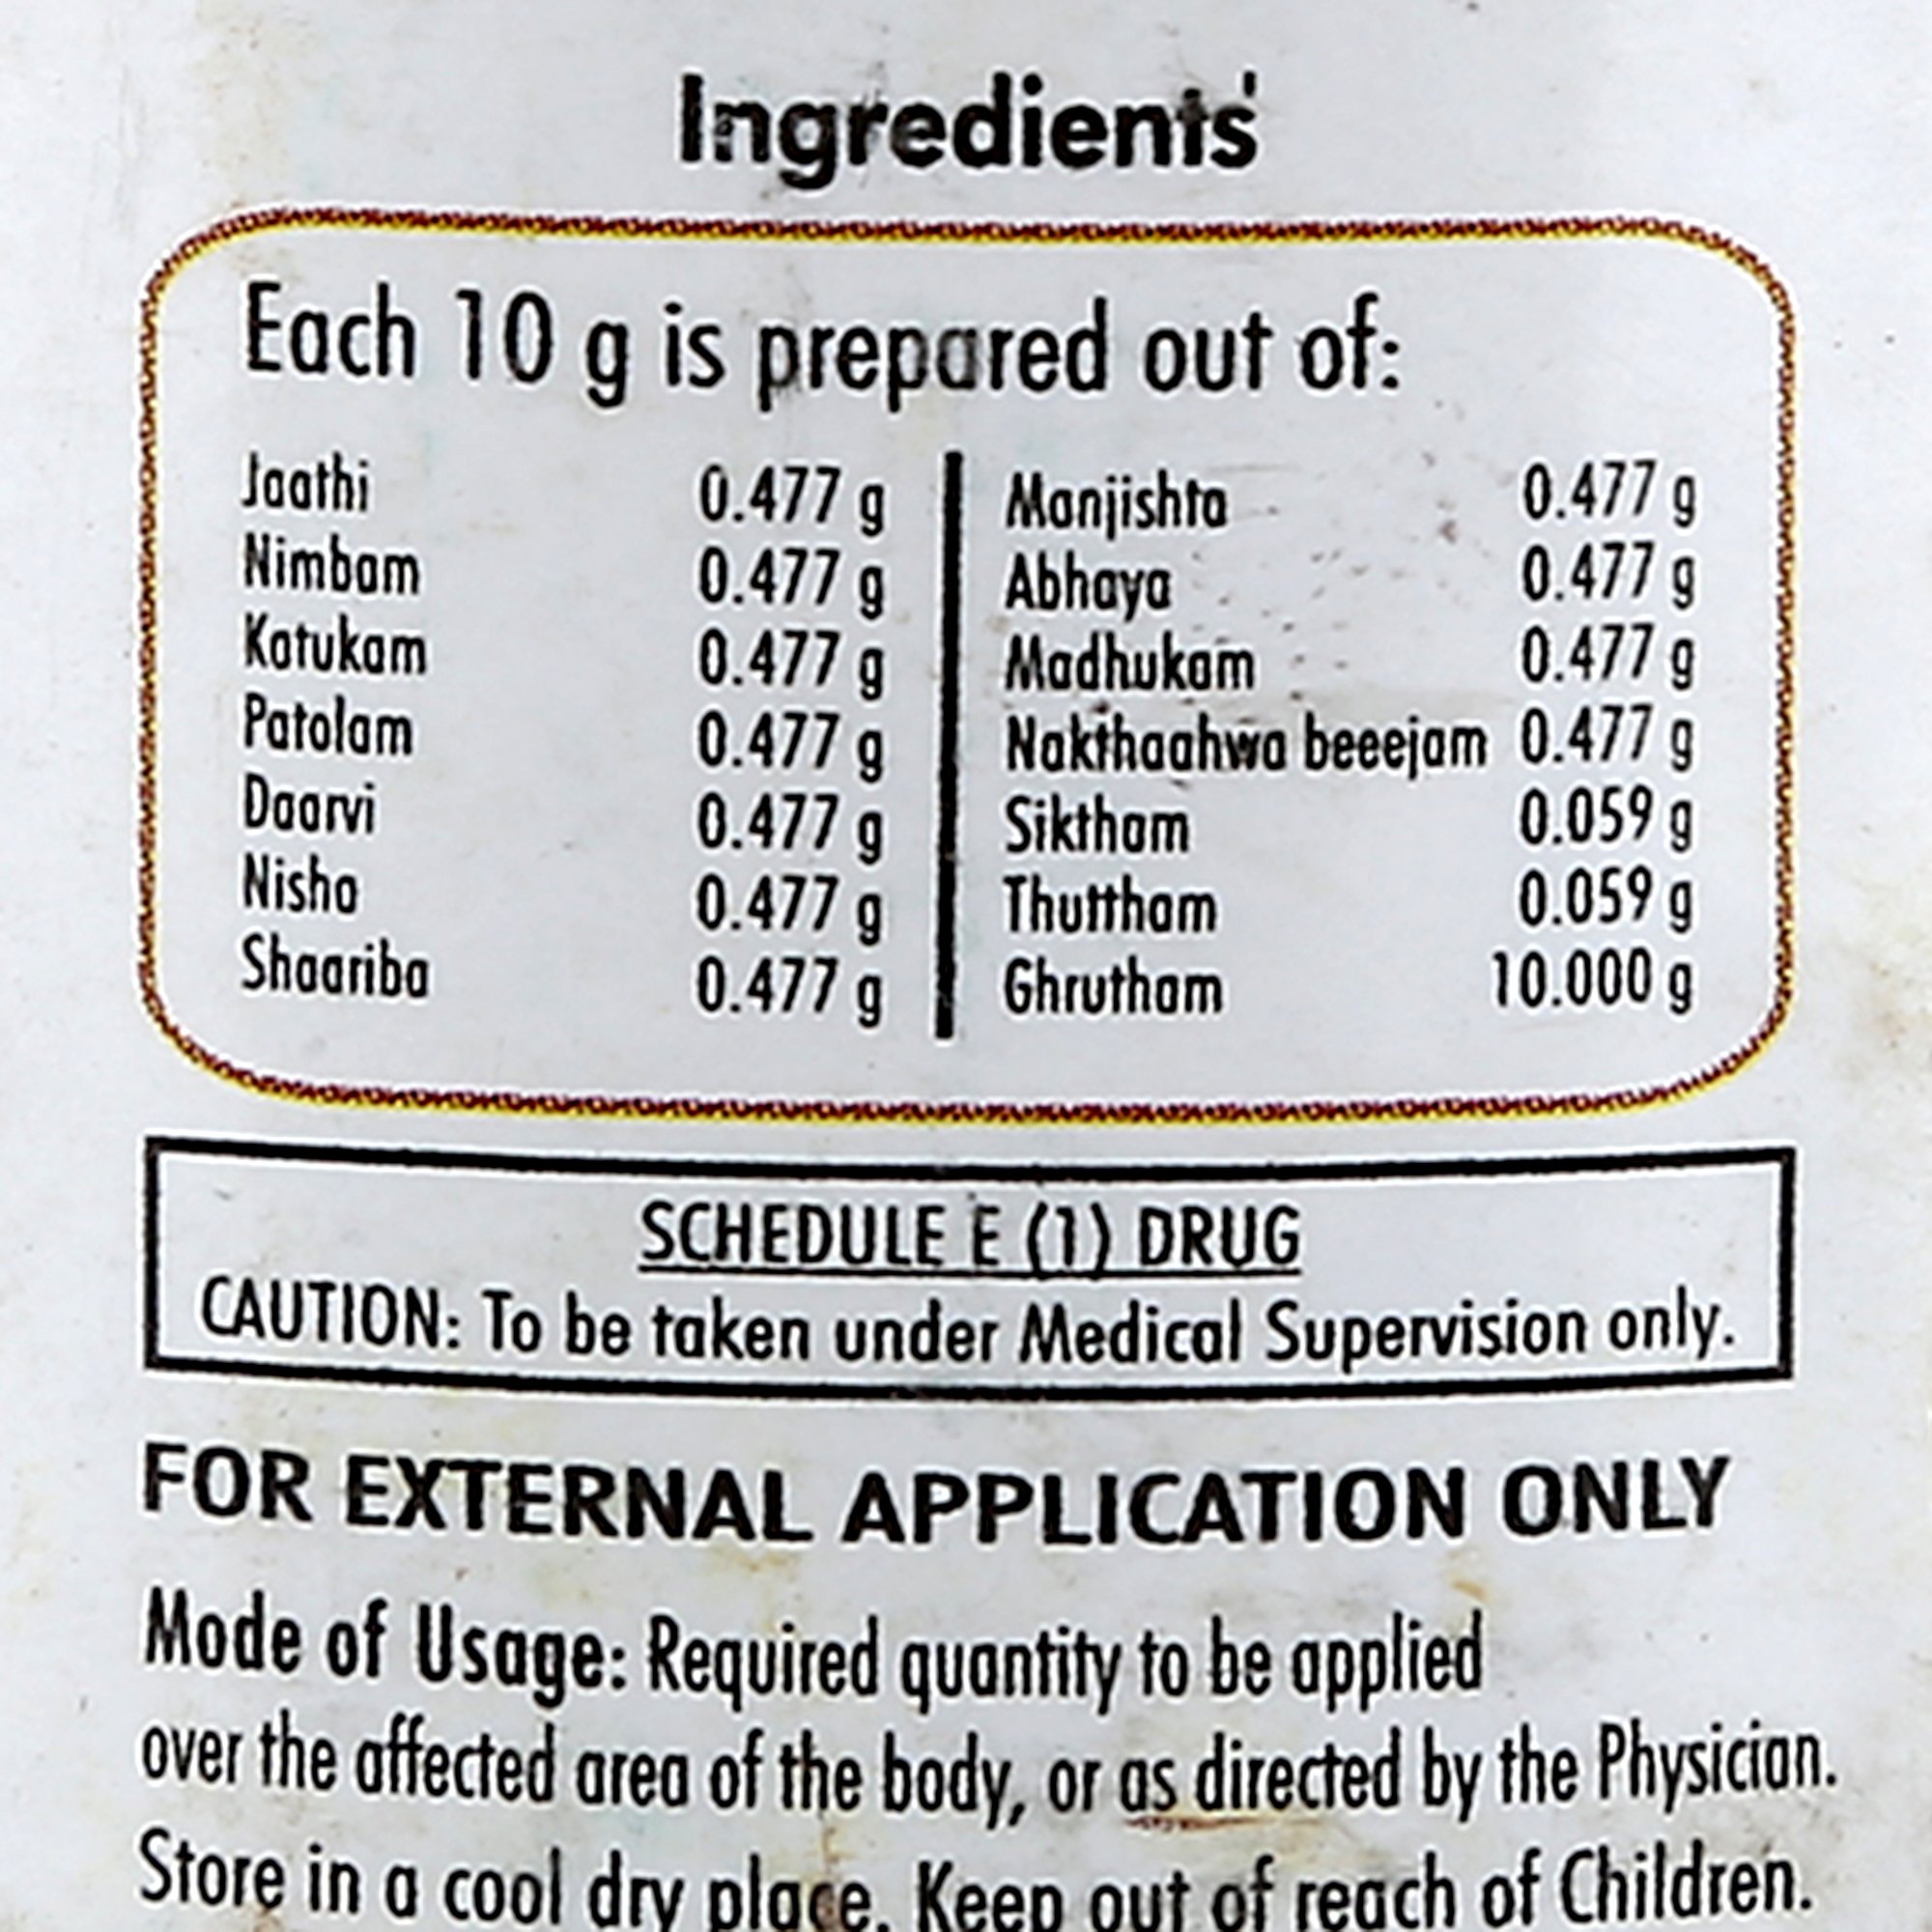 Ingredients
Each 10 g is prepared out of:
Jaathi 0.477 g
Nimbam 0.477 g
Katukam 0.477 g
Patolam 0.477 g
Daarvi 0.477 g
Nisha 0.477 g
Shaariba 0.477 g
Manjishta 0.477 g
Abhaya 0.477 g
Madhukam 0.477 g
Nakthaahwa beeejam 0.477 g
Siktham 0.059 g
Thuttham 0.059 g
Ghrutham 10.000 g
SCHEDULE E (1) DRUG
CAUTION: To be taken under Medical Supervision only.
FOR EXTERNAL APPLICATION ONLY
Mode of Usage: Required quantity to be applied
over the affected area of the body, or as directed by the Physician.
Store in a cool dry place. Keep out of reach of Children.